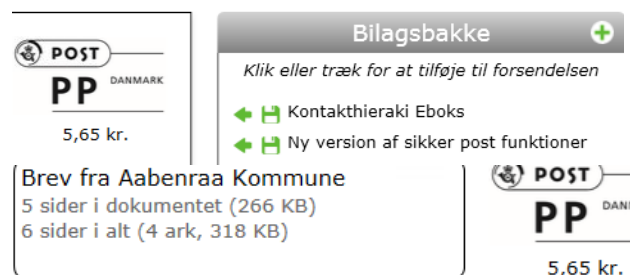 POST
PP DANMARK
5,65 kr.
Bilagsbakke
Klik eller træk for at tilføje til forsendelsen
Kontakthieraki Eboks
Ny version af sikker post funktioner
Brev fra Aabenraa Kommune
5 sider i dokumentet (266 KB)
6 sider i alt (4 ark, 318 KB)
POST
PP DAN
5,65 kr.